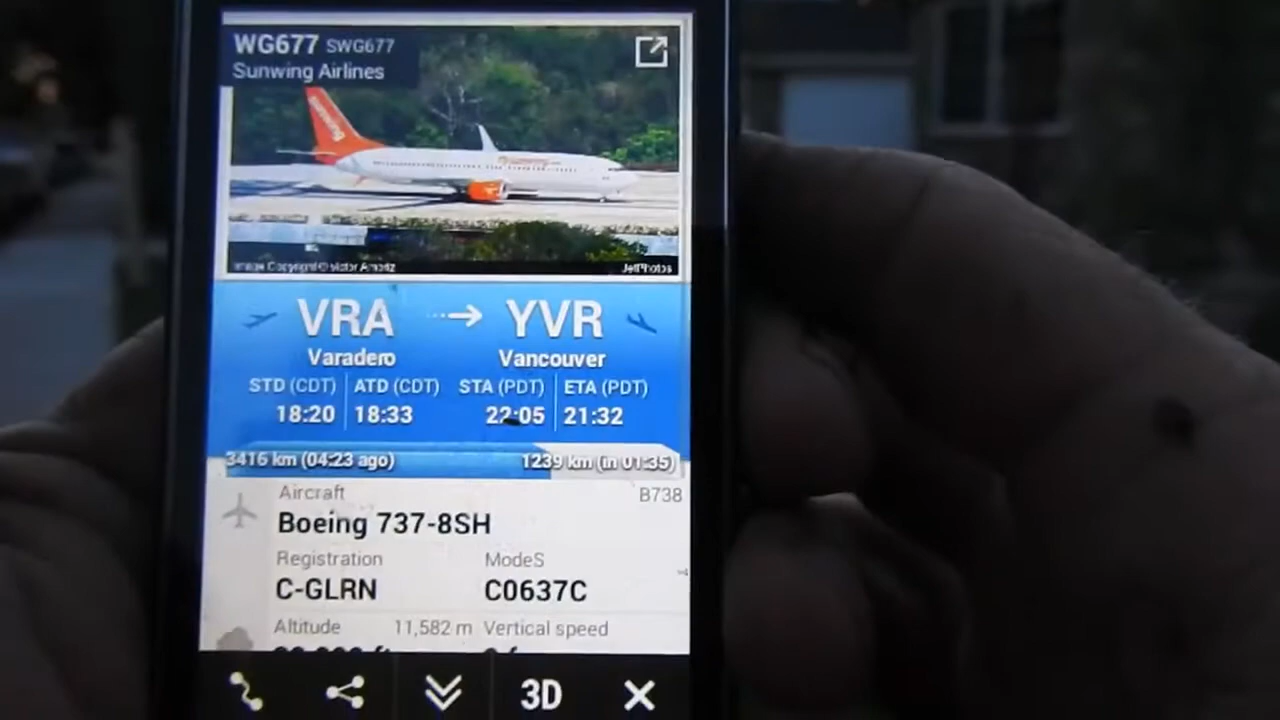 WG677 SWG677
Sunwing Airlines
sunwing
JetPhotos
VRA YVR
Varadero Vancouver
STD (CDT) ATD (CDT) STA (PDT) ETA (PDT)
18:20 18:33 22:05 21:32
3416 km (04:23 ago) 1239 km (in 01:35)
Aircraft B738
Boeing 737-8SH
Registration ModeS
C-GLRN C0637C
Altitude 11,582 m Vertical speed
3D